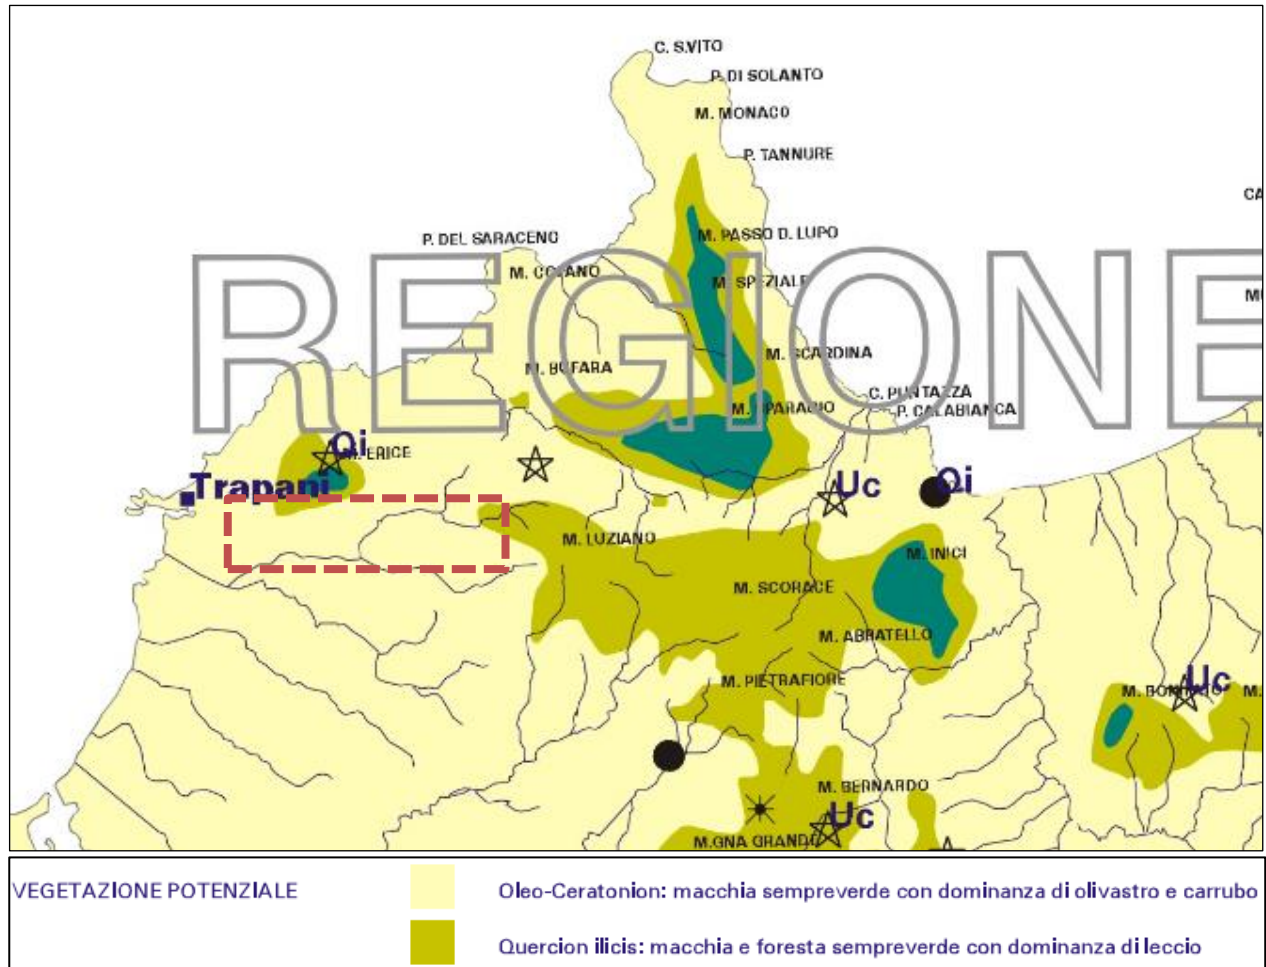 C. S.VITO
P. DI SOLANTO
M. MONACO
P. TANNURE
CA
P. DEL SARACENO
M. PASSO D. LUPO
REGIONE
M. COFANO
M. SPEZIALE
M. SCARDINA
M. BUFARA
C. PUNTAZZA
M. SPARAGIO
P. CALABIANCA
Qi
M. ERICE
Trapani
Uc
Qi
M. LUZIANO
M. INICI
M. SCORACE
M. ABBATELLO
M. PIETRAFIORE
Uc
M. BONIFATO
M.
M. BERNARDO
Uc
M.GNA GRANDE
VEGETAZIONE POTENZIALE
Oleo-Ceratonion: macchia sempreverde con dominanza di olivastro e carrubo
Quercion ilicis: macchia e foresta sempreverde con dominanza di leccio